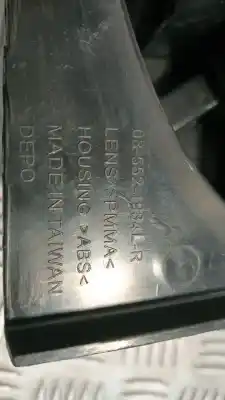 LENS >PMMA<
HOUSING >ABS<
MADE IN TAIWAN
DEPO